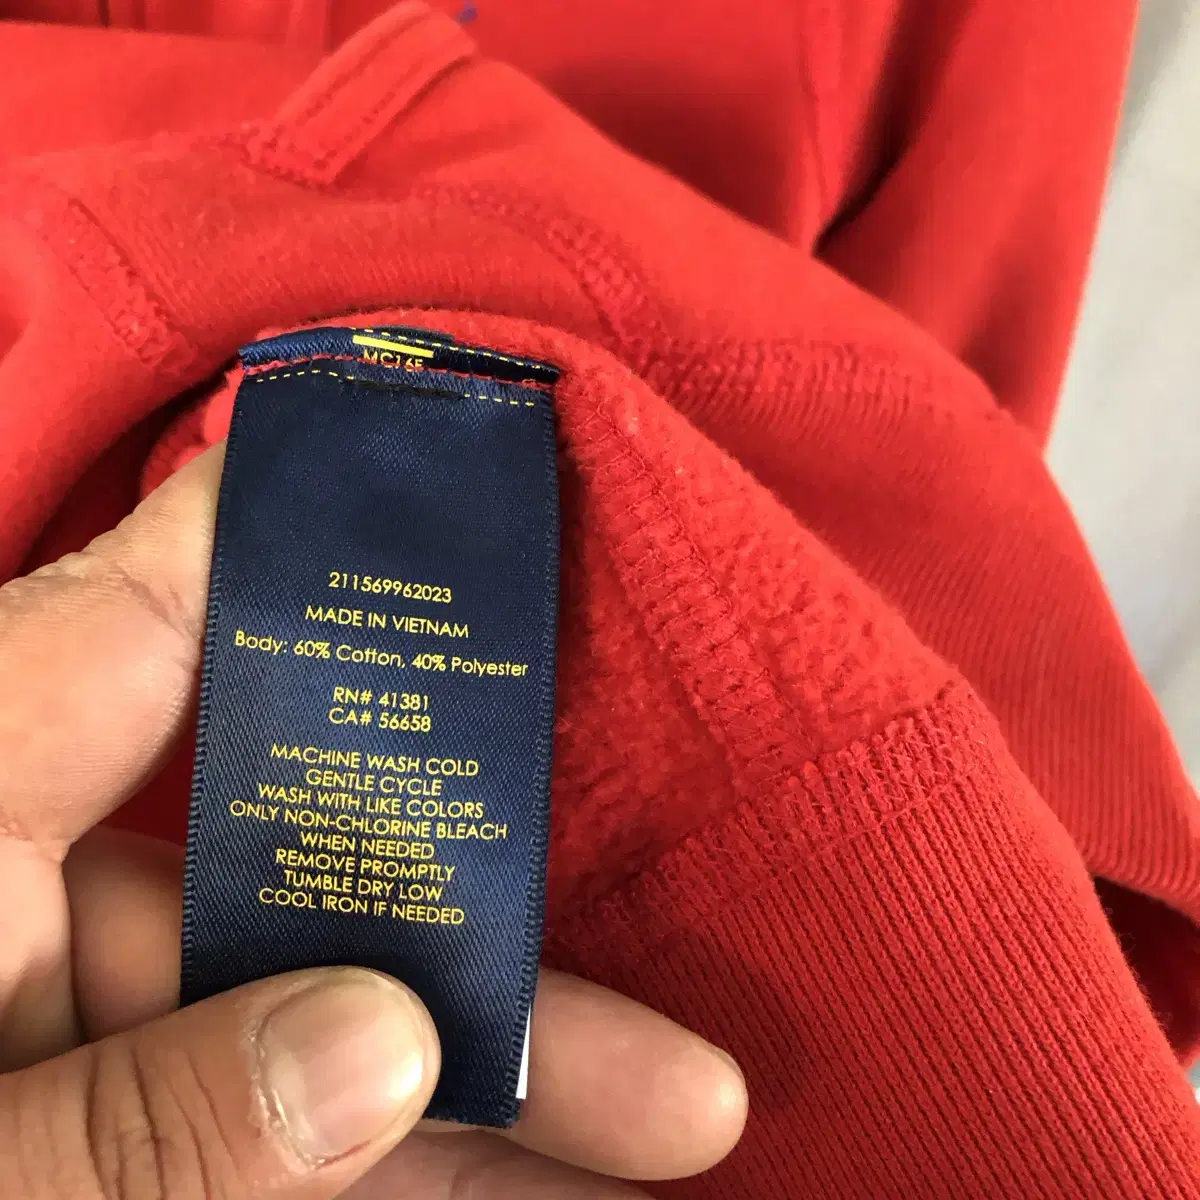 MC16F
211569962023
MADE IN VIETNAM
Body: 60% Cotton, 40% Polyester
RN# 41381
CA# 56658
MACHINE WASH COLD
GENTLE CYCLE
WASH WITH LIKE COLORS
ONLY NON-CHLORINE BLEACH
WHEN NEEDED
REMOVE PROMPTLY
TUMBLE DRY LOW
COOL IRON IF NEEDED